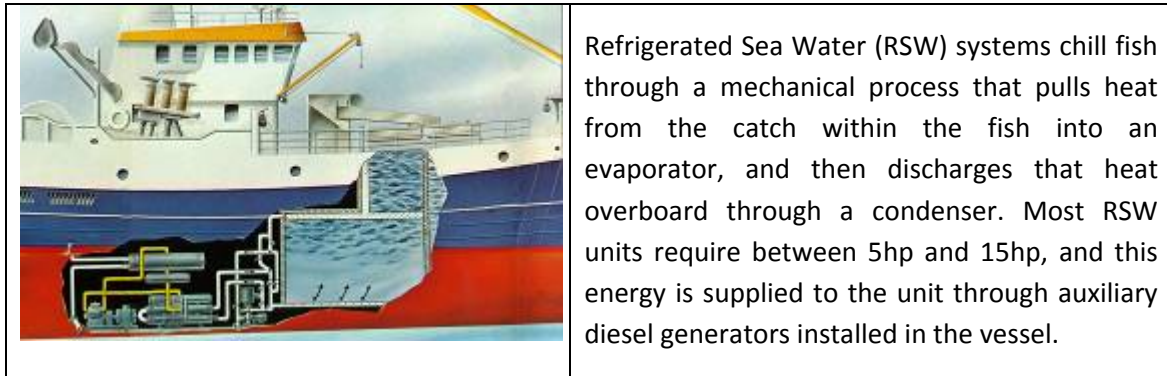 Refrigerated Sea Water (RSW) systems chill fish
through a mechanical process that pulls heat
from the catch within the fish into an
evaporator, and then discharges that heat
overboard through a condenser. Most RSW
units require between 5hp and 15hp, and this
energy is supplied to the unit through auxiliary
diesel generators installed in the vessel.